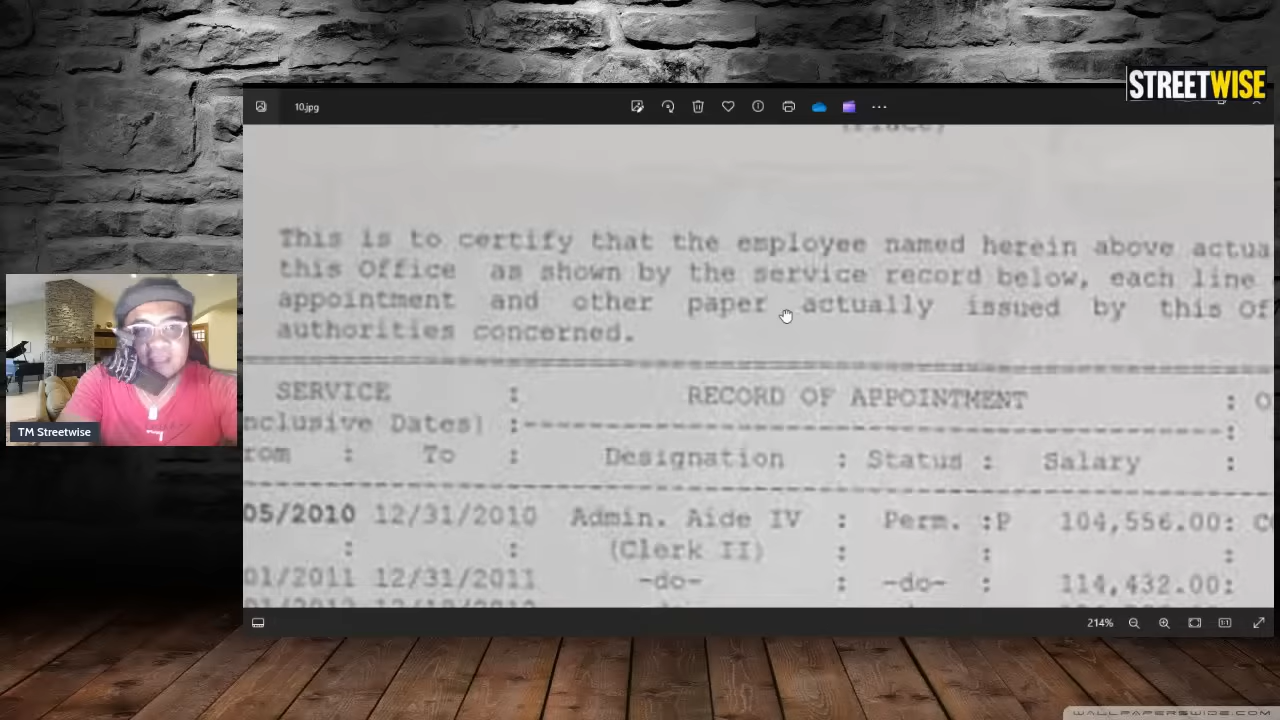 STREETWISE
10.jpg
This is to certify that the employee named herein above actua
this Office as shown by the service record below, each line
appointment and other paper actually issued by this Of
authorities concerned.
SERVICE : RECORD OF APPOINTMENT : O
nclusive Dates) :
rom : To : Designation : Status : Salary :
05/2010 12/31/2010 Admin. Aide IV : Perm. :P 104,556.00: C
: : (Clerk II) : : :
01/2011 12/31/2011 -do- : -do- : 114,432.00:
TM Streetwise
214%
WALLPAPERSWIDE.COM